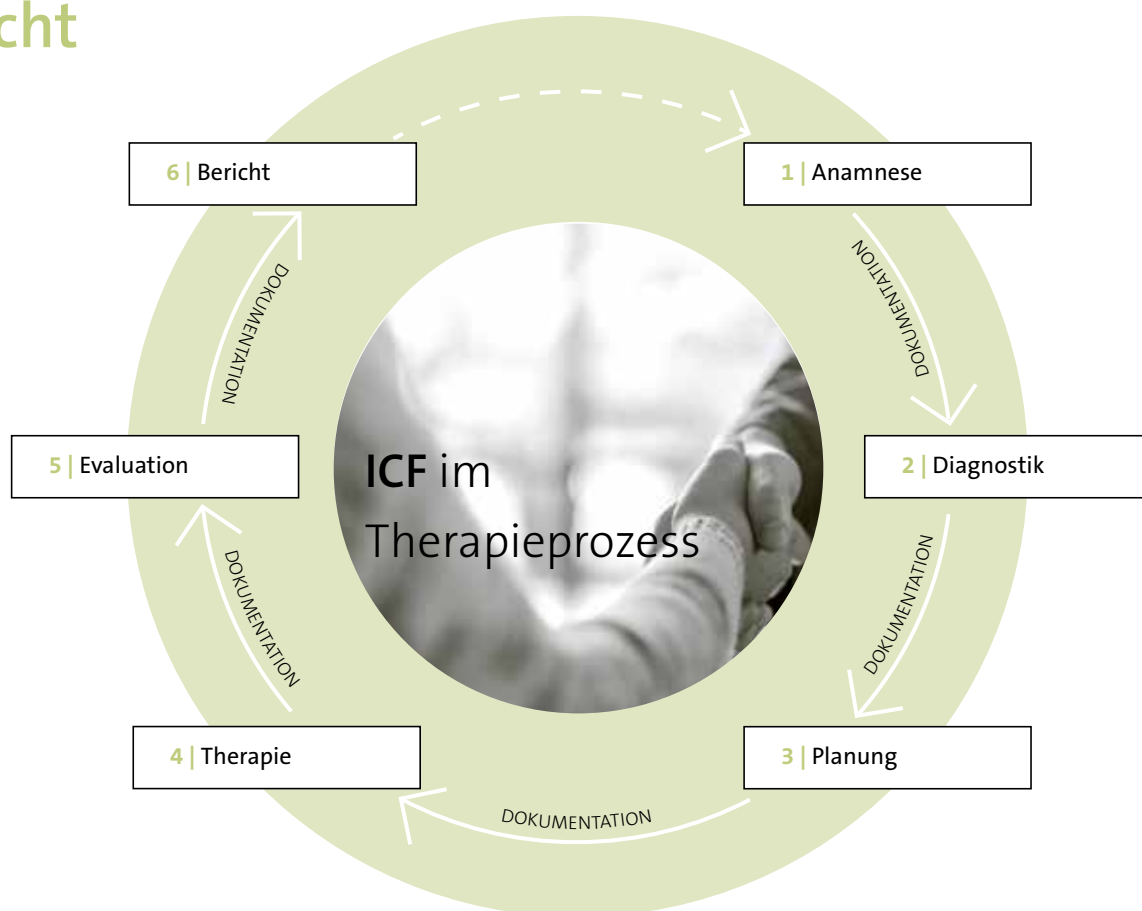 cht
6 | Bericht
1 | Anamnese
DOKUMENTATION
DOKUMENTATION
5 | Evaluation
ICF im
Therapieprozess
2 | Diagnostik
DOKUMENTATION
DOKUMENTATION
4 | Therapie
3 | Planung
DOKUMENTATION